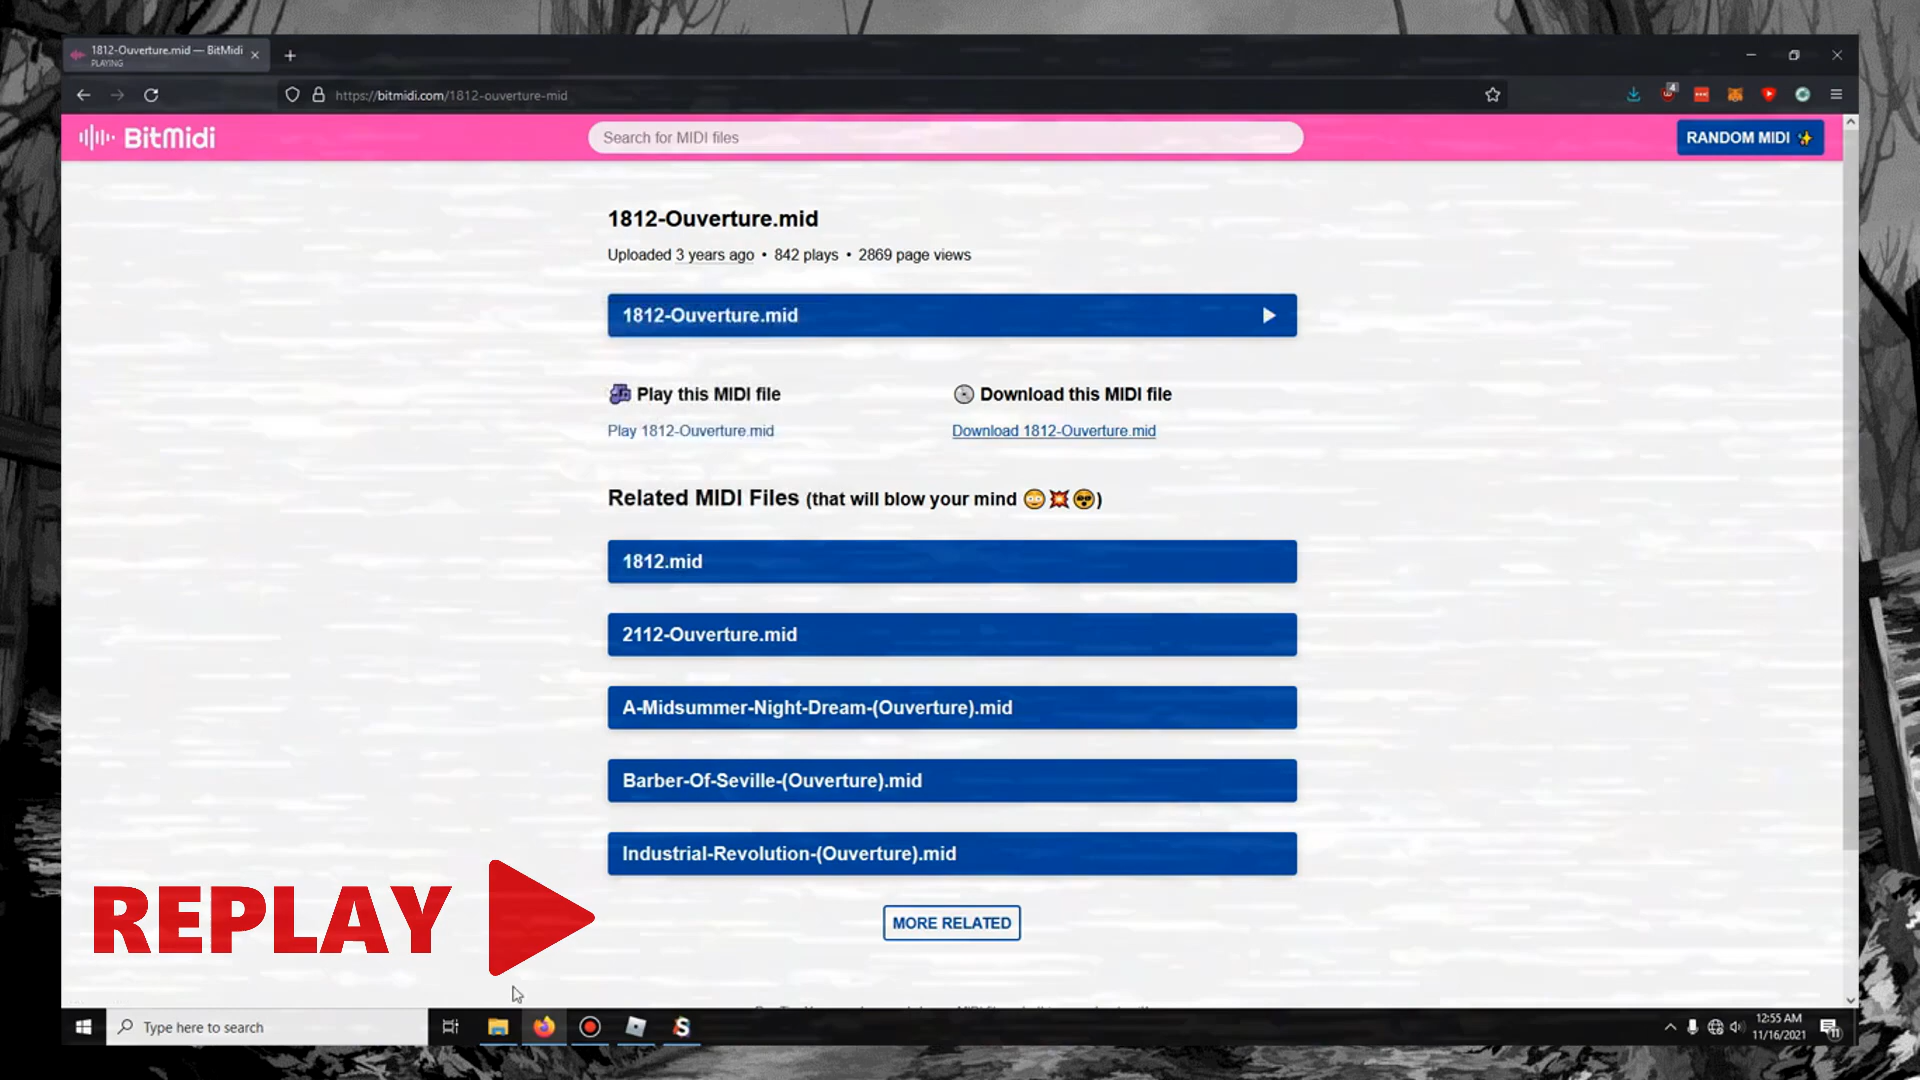 1812-Ouverture.mid — BitMidi
PLAYING
https://bitmidi.com/1812-ouverture-mid
4
BitMidi
Search for MIDI files
RANDOM MIDI ✨
1812-Ouverture.mid
Uploaded 3 years ago • 842 plays • 2869 page views
1812-Ouverture.mid
Play this MIDI file
Download this MIDI file
Play 1812-Ouverture.mid
Download 1812-Ouverture.mid
Related MIDI Files (that will blow your mind 😳💥😵)
1812.mid
2112-Ouverture.mid
A-Midsummer-Night-Dream-(Ouverture).mid
Barber-Of-Seville-(Ouverture).mid
Industrial-Revolution-(Ouverture).mid
REPLAY
MORE RELATED
Type here to search
12:55 AM
11/16/2021
11